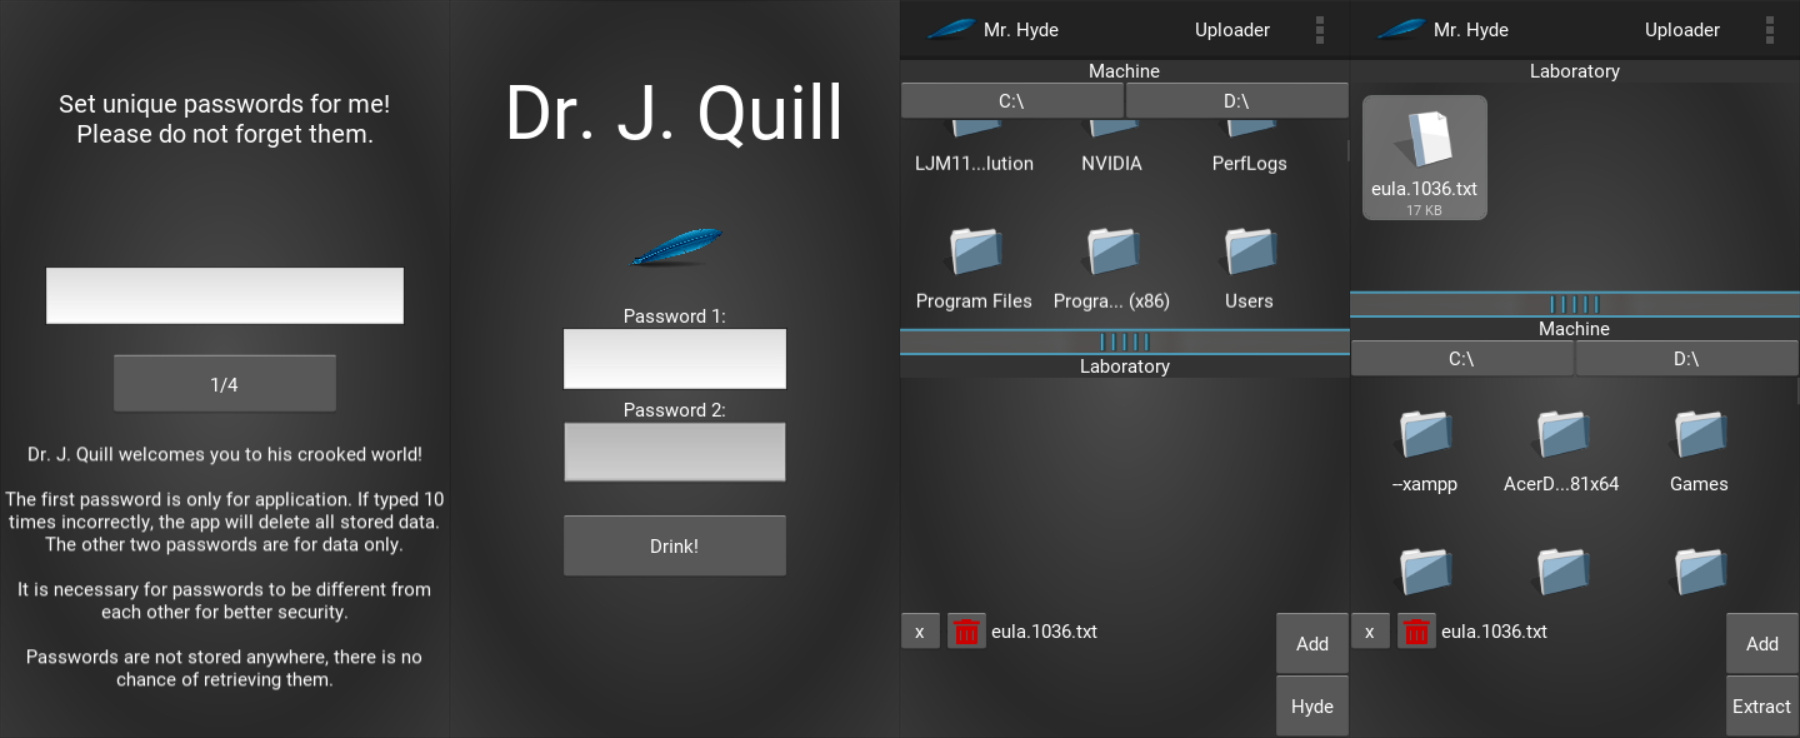 Set unique passwords for me!
Please do not forget them.
1/4
Dr. J. Quill welcomes you to his crooked world!
The first password is only for application. If typed 10
times incorrectly, the app will delete all stored data.
The other two passwords are for data only.
It is necessary for passwords to be different from
each other for better security.
Passwords are not stored anywhere, there is no
chance of retrieving them.
Dr. J. Quill
Password 1:
Password 2:
Drink!
Mr. Hyde Uploader
Machine
C:\ D:\
LJM11...lution NVIDIA PerfLogs
Program Files Progra... (x86) Users
Laboratory
x eula.1036.txt
Add
Hyde
Mr. Hyde Uploader
Laboratory
eula.1036.txt
17 KB
Machine
C:\ D:\
--xampp AcerD...81x64 Games
x eula.1036.txt
Add
Extract